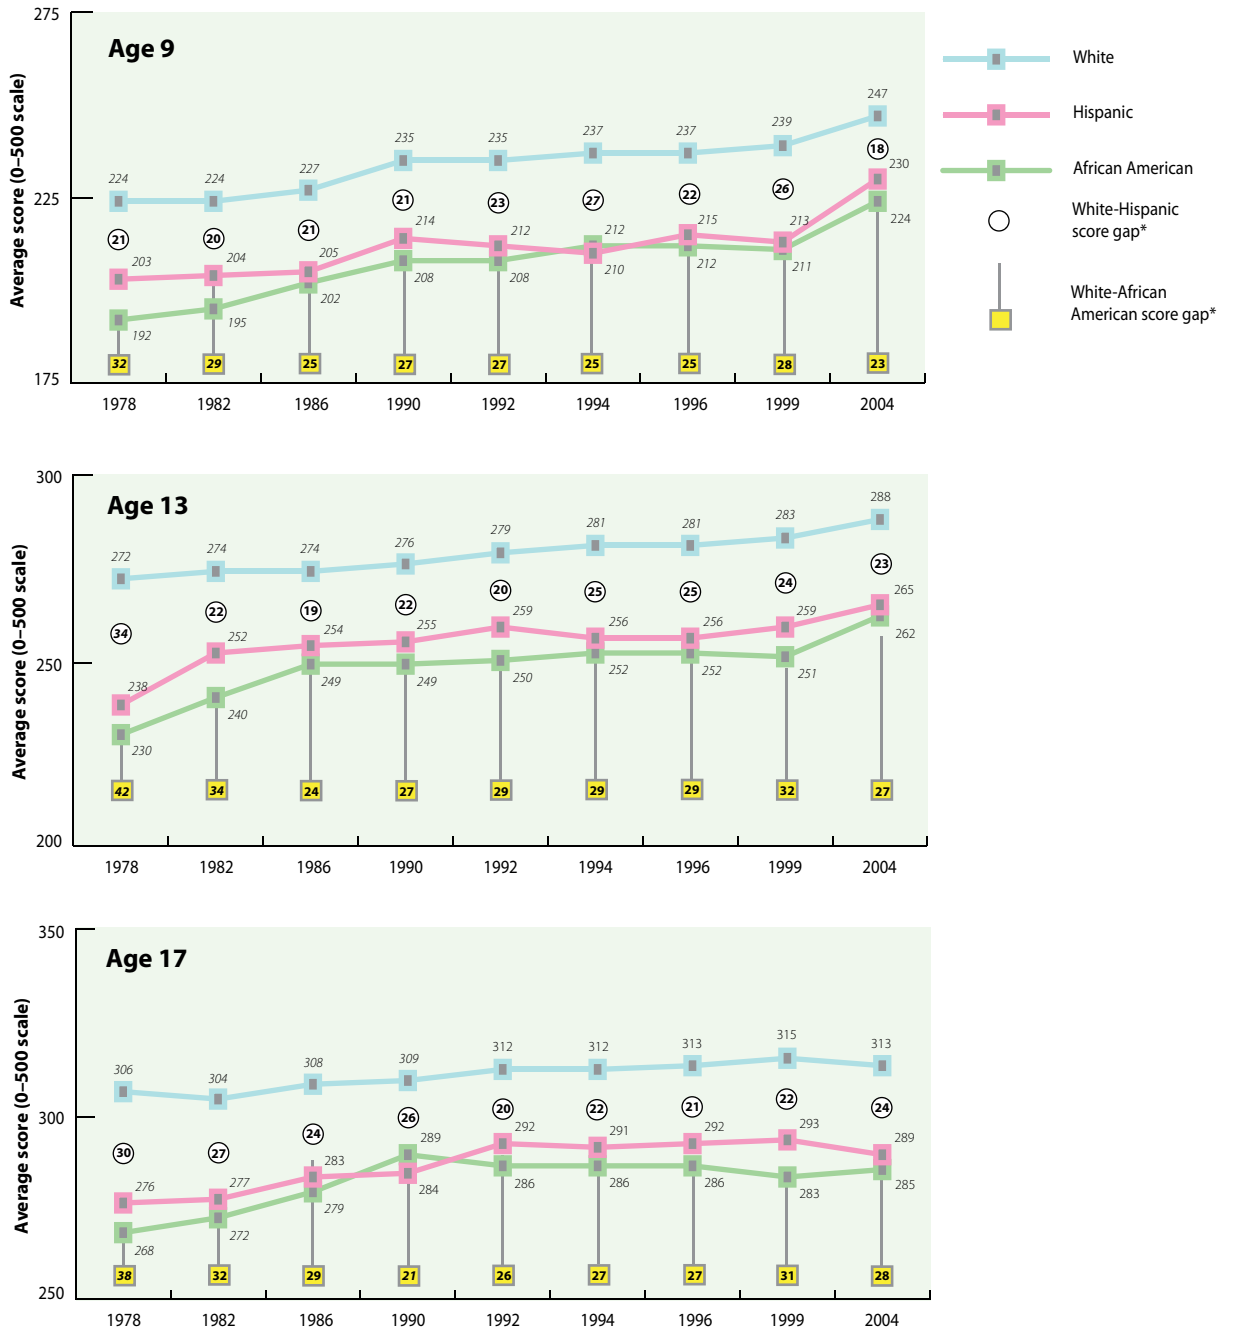 275
Age 9
Average score (0–500 scale)
225
175
224 224 227 235 235 237 237 239 247
21 20 21 21 23 27 22 26 18
203 204 205 214 212 210 215 213 230
192 195 202 208 208 212 212 211 224
32 29 25 27 27 25 25 28 23
1978 1982 1986 1990 1992 1994 1996 1999 2004
White
Hispanic
African American
White-Hispanic
score gap*
White-African
American score gap*
300
Age 13
Average score (0–500 scale)
250
200
272 274 274 276 279 281 281 283 288
34 22 19 22 20 25 25 24 23
238 252 254 255 259 256 256 259 265
230 240 249 249 250 252 252 251 262
42 34 24 27 29 29 29 32 27
1978 1982 1986 1990 1992 1994 1996 1999 2004
350
Age 17
Average score (0–500 scale)
300
250
306 304 308 309 312 312 313 315 313
30 27 24 26 20 22 21 22 24
276 277 283 284 292 291 292 293 289
268 272 279 289 286 286 286 283 285
38 32 29 21 26 27 27 31 28
1978 1982 1986 1990 1992 1994 1996 1999 2004